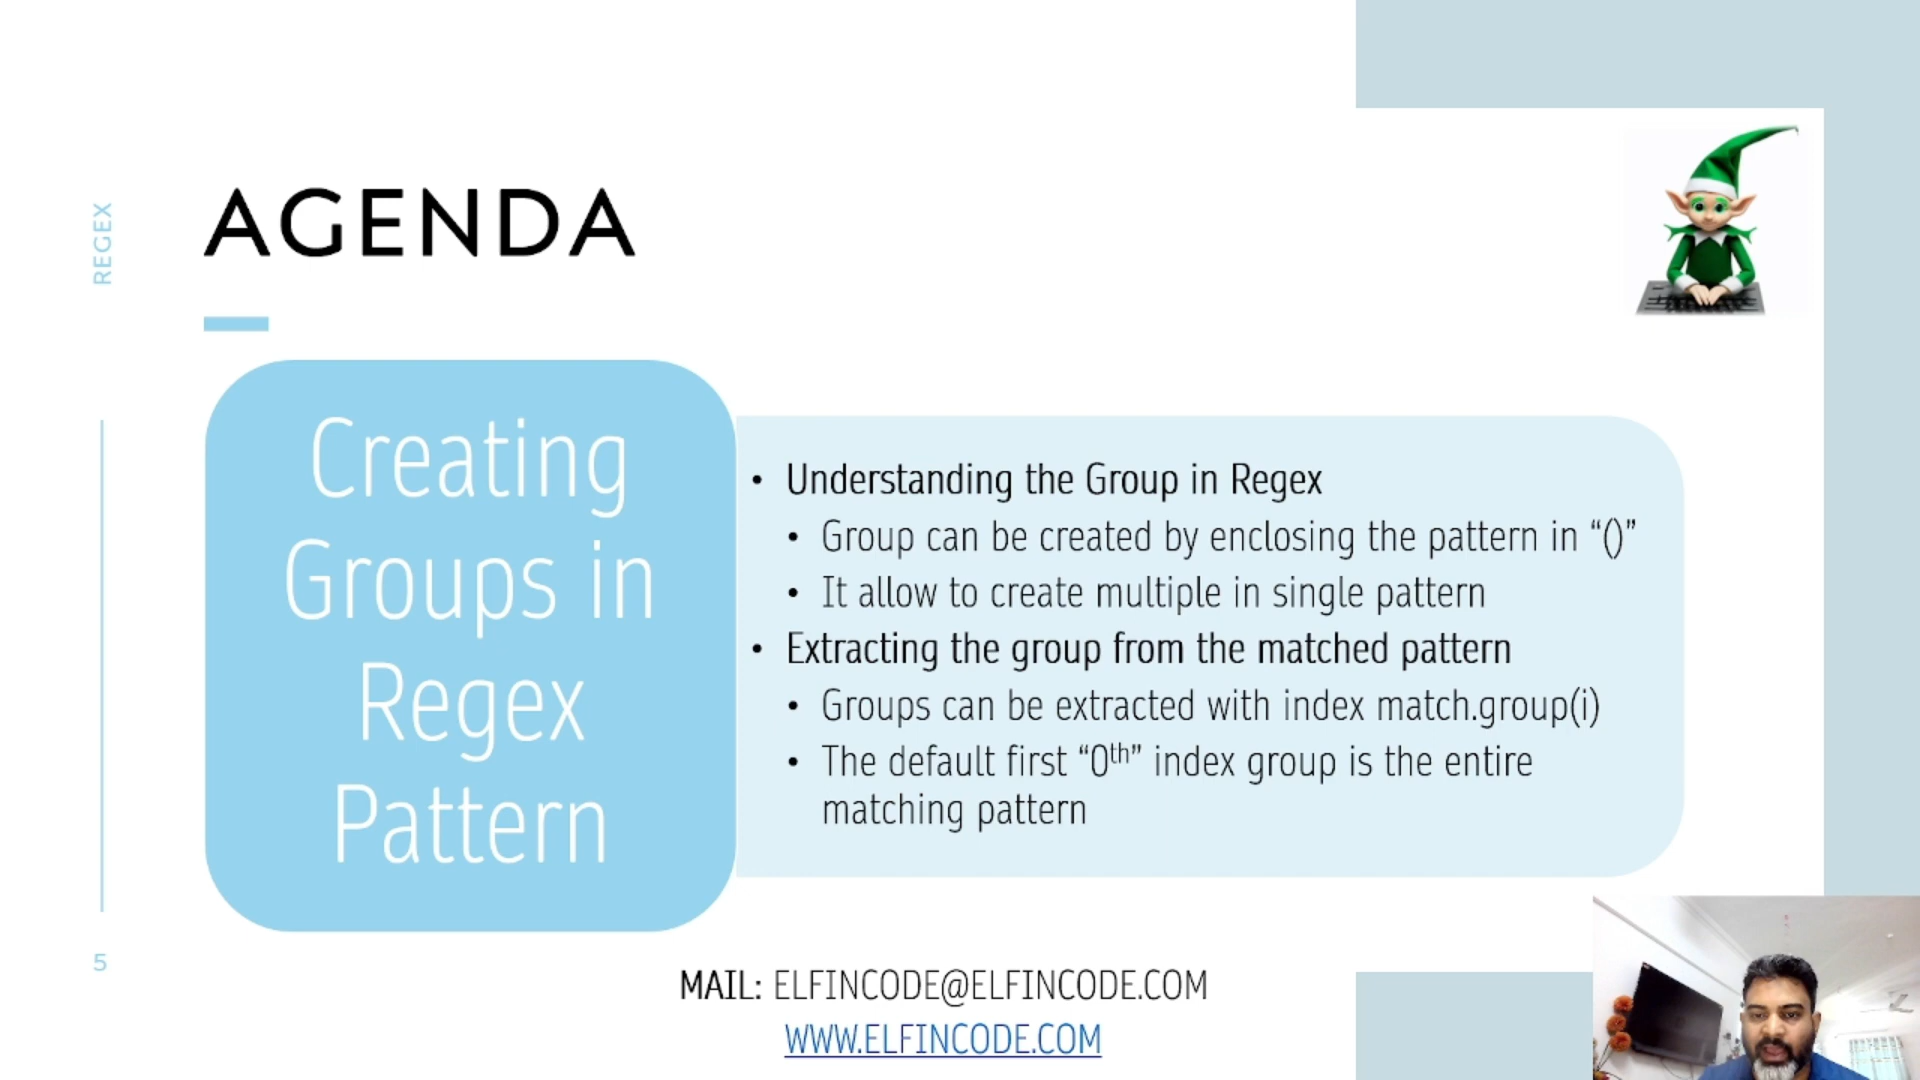 REGEX
AGENDA
Creating
Groups in
Regex
Pattern
• Understanding the Group in Regex
• Group can be created by enclosing the pattern in “()”
• It allow to create multiple in single pattern
• Extracting the group from the matched pattern
• Groups can be extracted with index match.group(i)
• The default first “0th” index group is the entire
matching pattern
5
MAIL: ELFINCODE@ELFINCODE.COM
WWW.ELFINCODE.COM